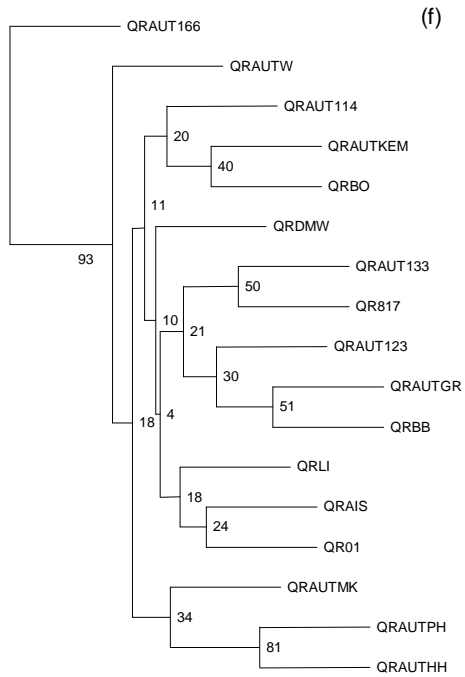 (f)
QRAUT166
QRAUTW
QRAUT114
20
QRAUTKEM
40
QRBO
11
QRDMW
93
QRAUT133
50
QR817
10
21
QRAUT123
30
QRAUTGR
51
QRBB
18
4
QRLI
18
QRAIS
24
QR01
QRAUTMK
34
QRAUTPH
81
QRAUTHH